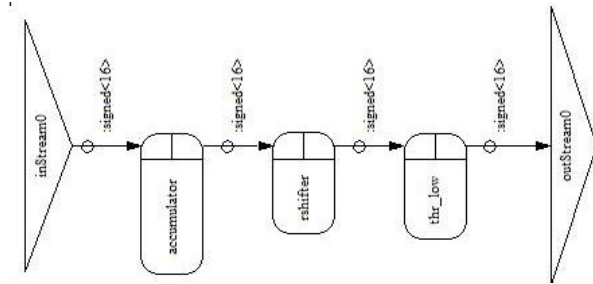 inStream0
:signed<16>
accumulator
:signed<16>
rshifter
:signed<16>
thr_low
:signed<16>
outStream0